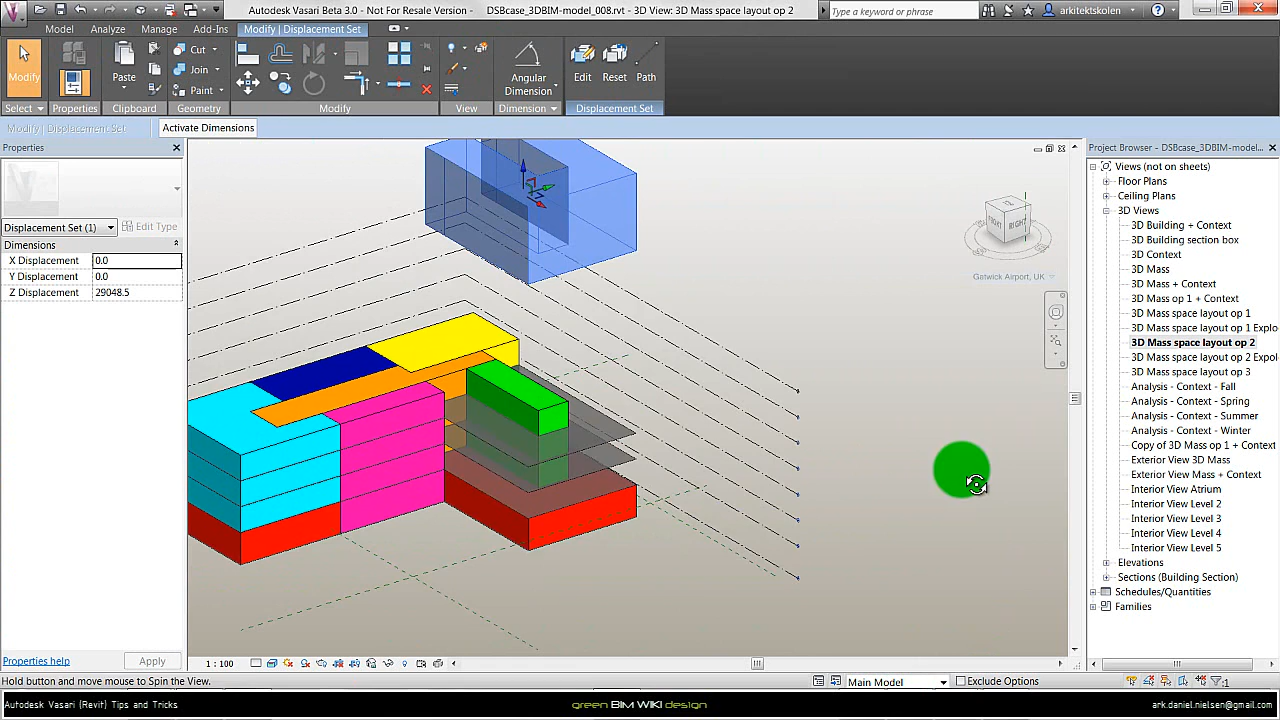 Autodesk Vasari Beta 3.0 - Not For Resale Version - DSBcase_3DBIM-model_008.rvt - 3D View: 3D Mass space layout op 2
Type a keyword or phrase
arkitektskolen
Model Analyze Manage Add-Ins Modify | Displacement Set
Modify
Paste
Cut
Join
Paint
Angular Dimension
Edit
Reset
Path
Select Properties Clipboard Geometry Modify View Dimension Displacement Set
Modify | Displacement Set
Activate Dimensions
Properties
Displacement Set (1)
Edit Type
Dimensions
X Displacement 0.0
Y Displacement 0.0
Z Displacement 29048.5
Properties help
Apply
FRONT
RIGHT
Gatwick Airport, UK
Project Browser - DSBcase_3DBIM-model...
Views (not on sheets)
Floor Plans
Ceiling Plans
3D Views
3D Building + Context
3D Building section box
3D Context
3D Mass
3D Mass + Context
3D Mass op 1 + Context
3D Mass space layout op 1
3D Mass space layout op 1 Explo
3D Mass space layout op 2
3D Mass space layout op 2 Expol
3D Mass space layout op 3
Analysis - Context - Fall
Analysis - Context - Spring
Analysis - Context - Summer
Analysis - Context - Winter
Copy of 3D Mass op 1 + Context
Exterior View 3D Mass
Exterior View Mass + Context
Interior View Atrium
Interior View Level 2
Interior View Level 3
Interior View Level 4
Interior View Level 5
Elevations
Sections (Building Section)
Schedules/Quantities
Families
1 : 100
Hold button and move mouse to Spin the View.
Main Model
Exclude Options
:1
Autodesk Vasari (Revit) Tips and Tricks
green BIM WIKI design
ark.daniel.nielsen@gmail.com